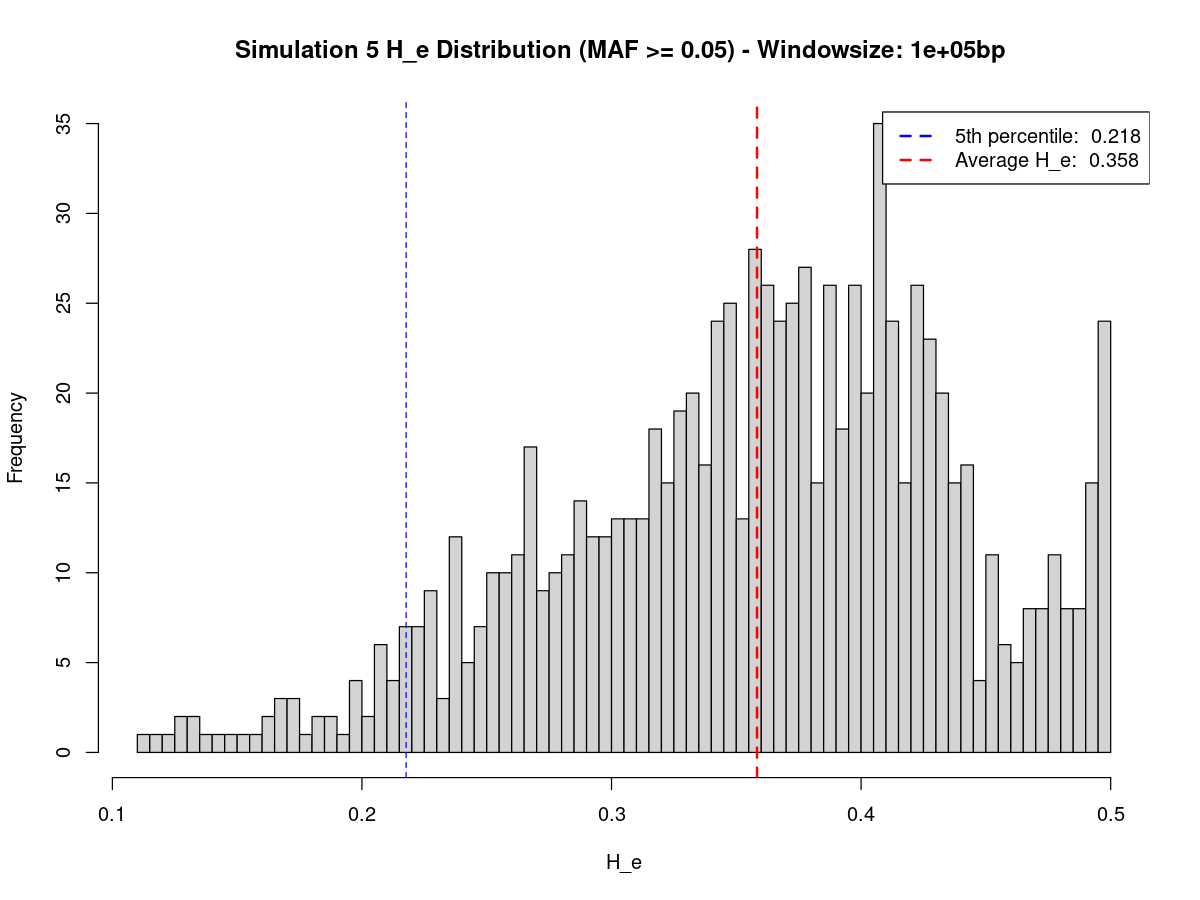 Simulation 5 H_e Distribution (MAF >= 0.05) - Windowsize: 1e+05bp
5th percentile:  0.218
Average H_e:  0.358
Frequency
35
30
25
20
15
10
5
0
0.1 0.2 0.3 0.4 0.5
H_e